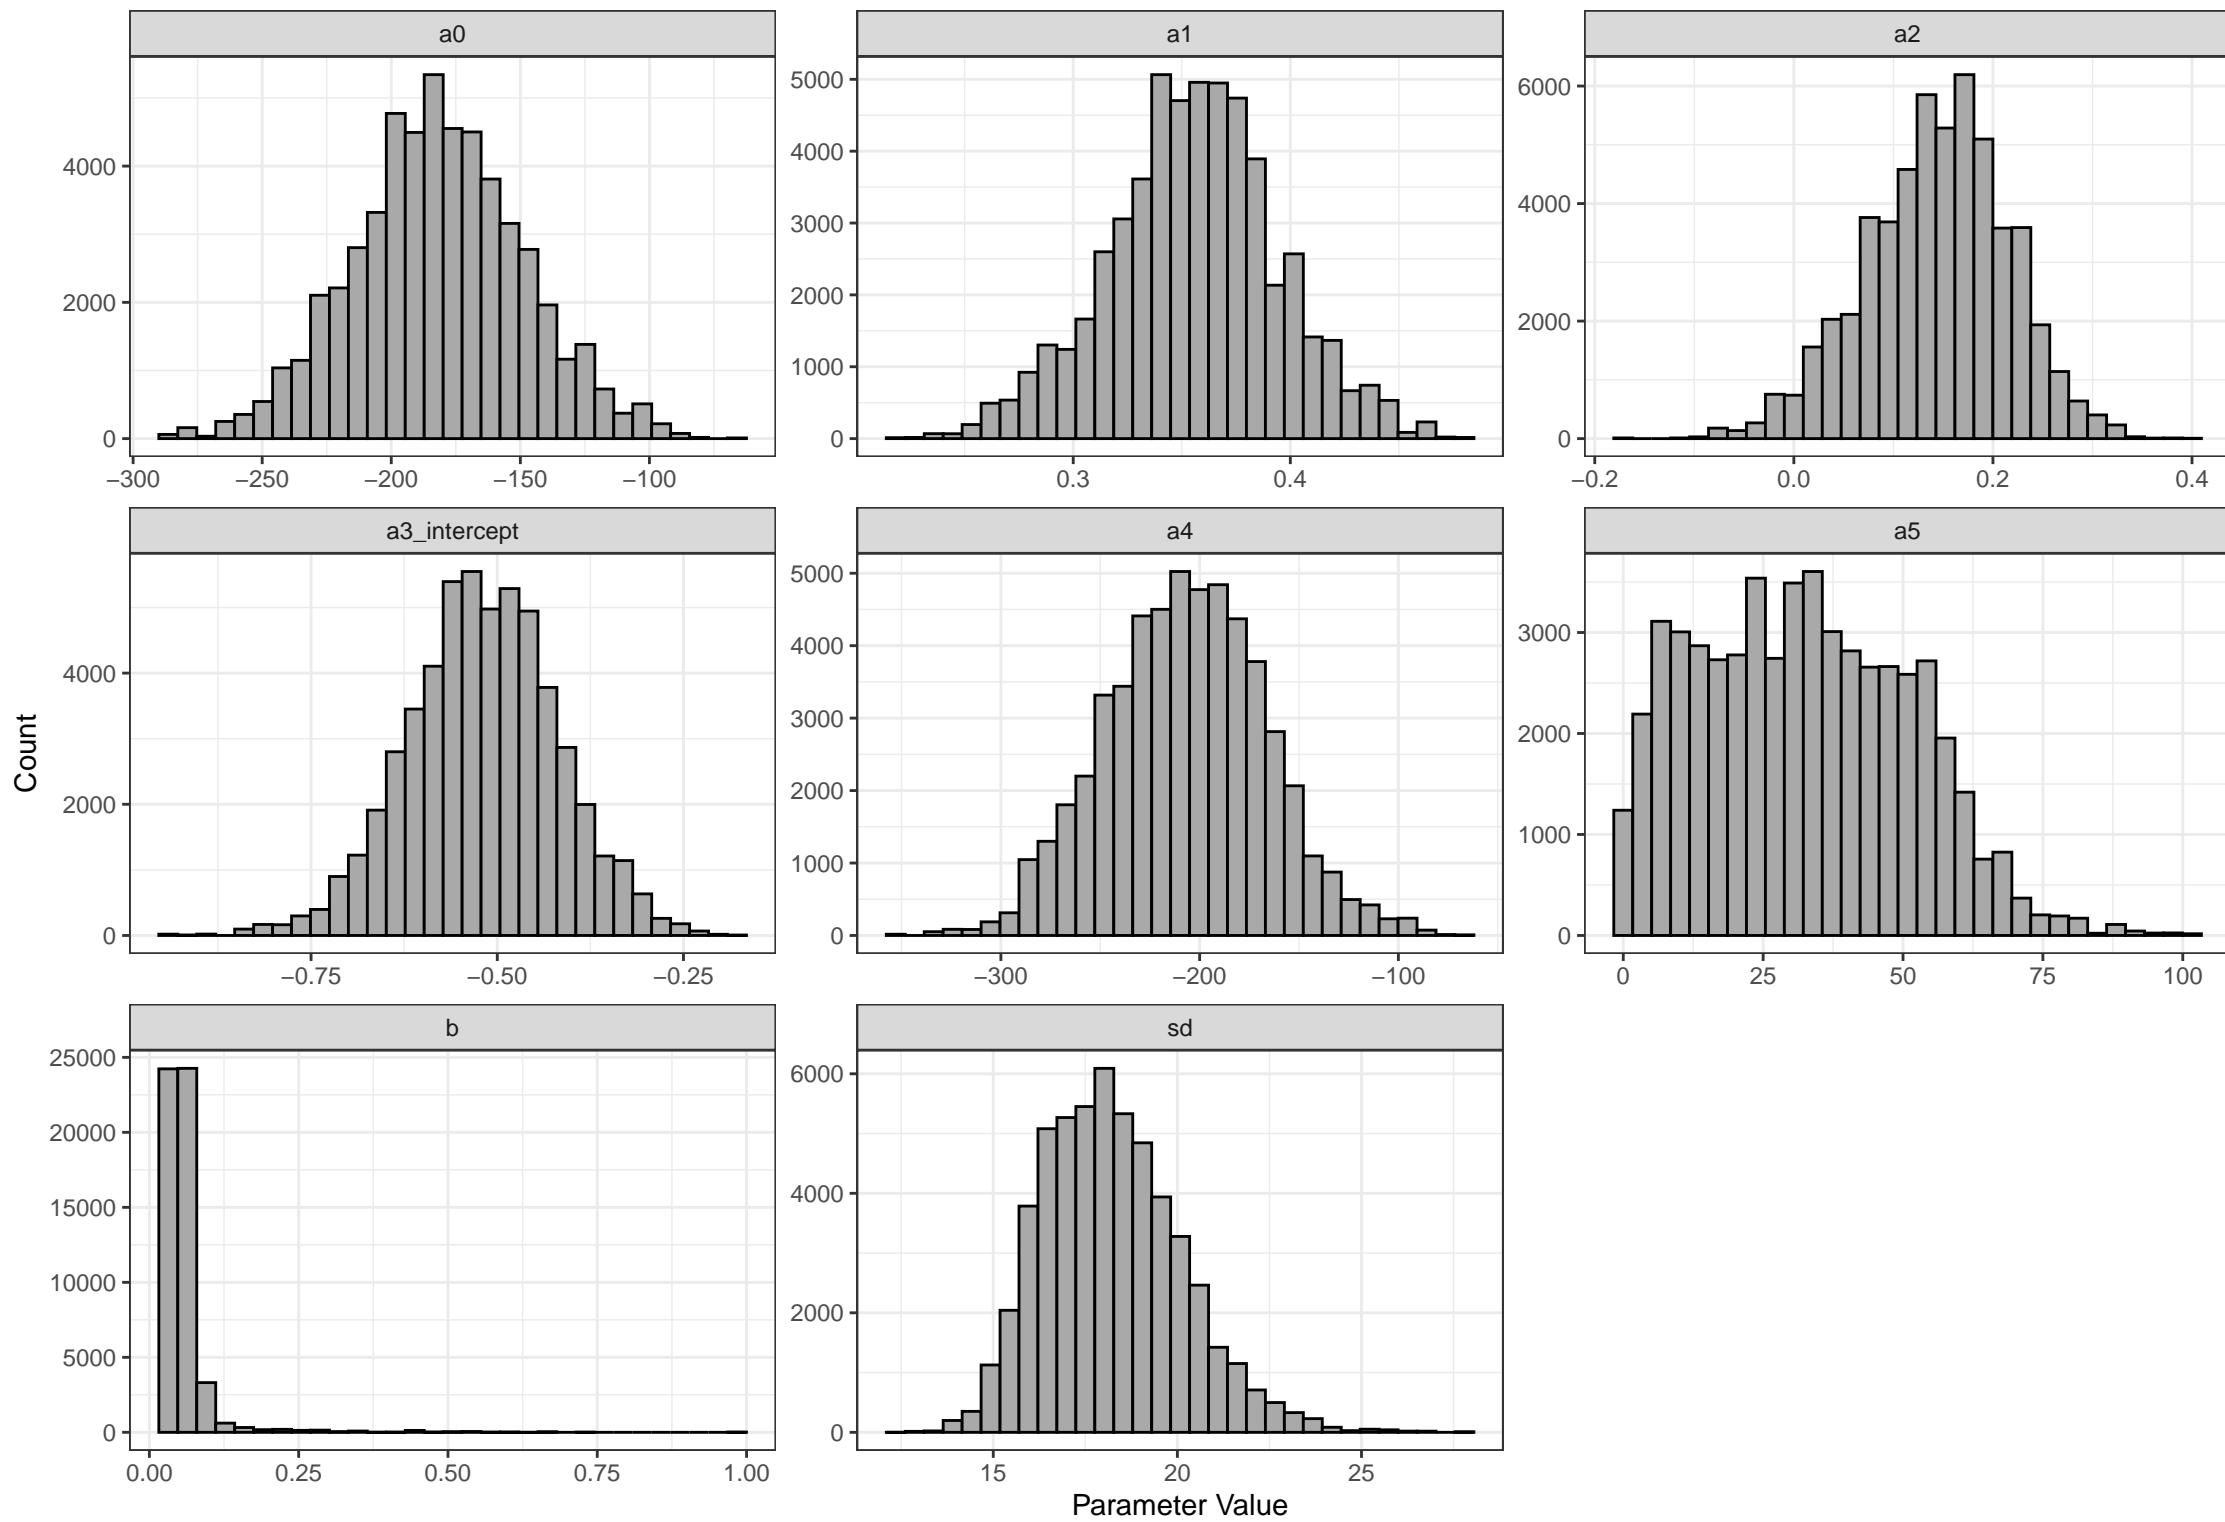 a0 a1 a2
4000 2000 0
5000 4000 3000 2000 1000 0
6000 4000 2000 0
−300 −250 −200 −150 −100
0.3 0.4
−0.2 0.0 0.2 0.4
a3_intercept a4 a5
4000 2000 0
5000 4000 3000 2000 1000 0
3000 2000 1000 0
−0.75 −0.50 −0.25
−300 −200 −100
0 25 50 75 100
Count
b sd
25000 20000 15000 10000 5000 0
6000 4000 2000 0
0.00 0.25 0.50 0.75 1.00
15 20 25
Parameter Value